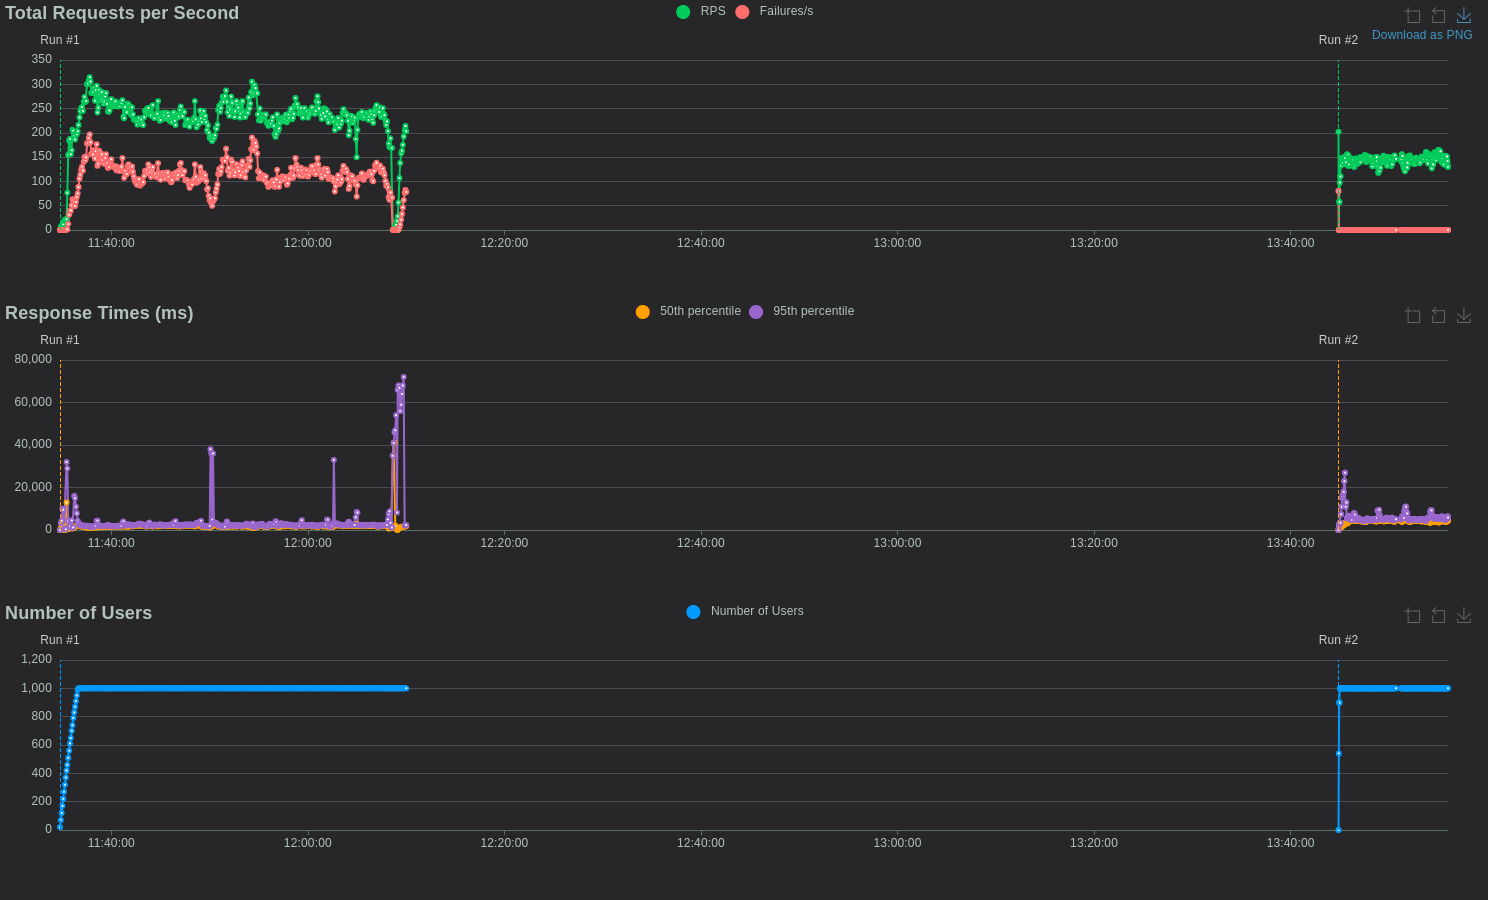 Total Requests per Second
RPS Failures/s
Download as PNG
Run #1 Run #2
350
300
250
200
150
100
50
0
11:40:00 12:00:00 12:20:00 12:40:00 13:00:00 13:20:00 13:40:00
Response Times (ms)
50th percentile 95th percentile
Run #1 Run #2
80,000
60,000
40,000
20,000
0
11:40:00 12:00:00 12:20:00 12:40:00 13:00:00 13:20:00 13:40:00
Number of Users
Number of Users
Run #1 Run #2
1,200
1,000
800
600
400
200
0
11:40:00 12:00:00 12:20:00 12:40:00 13:00:00 13:20:00 13:40:00